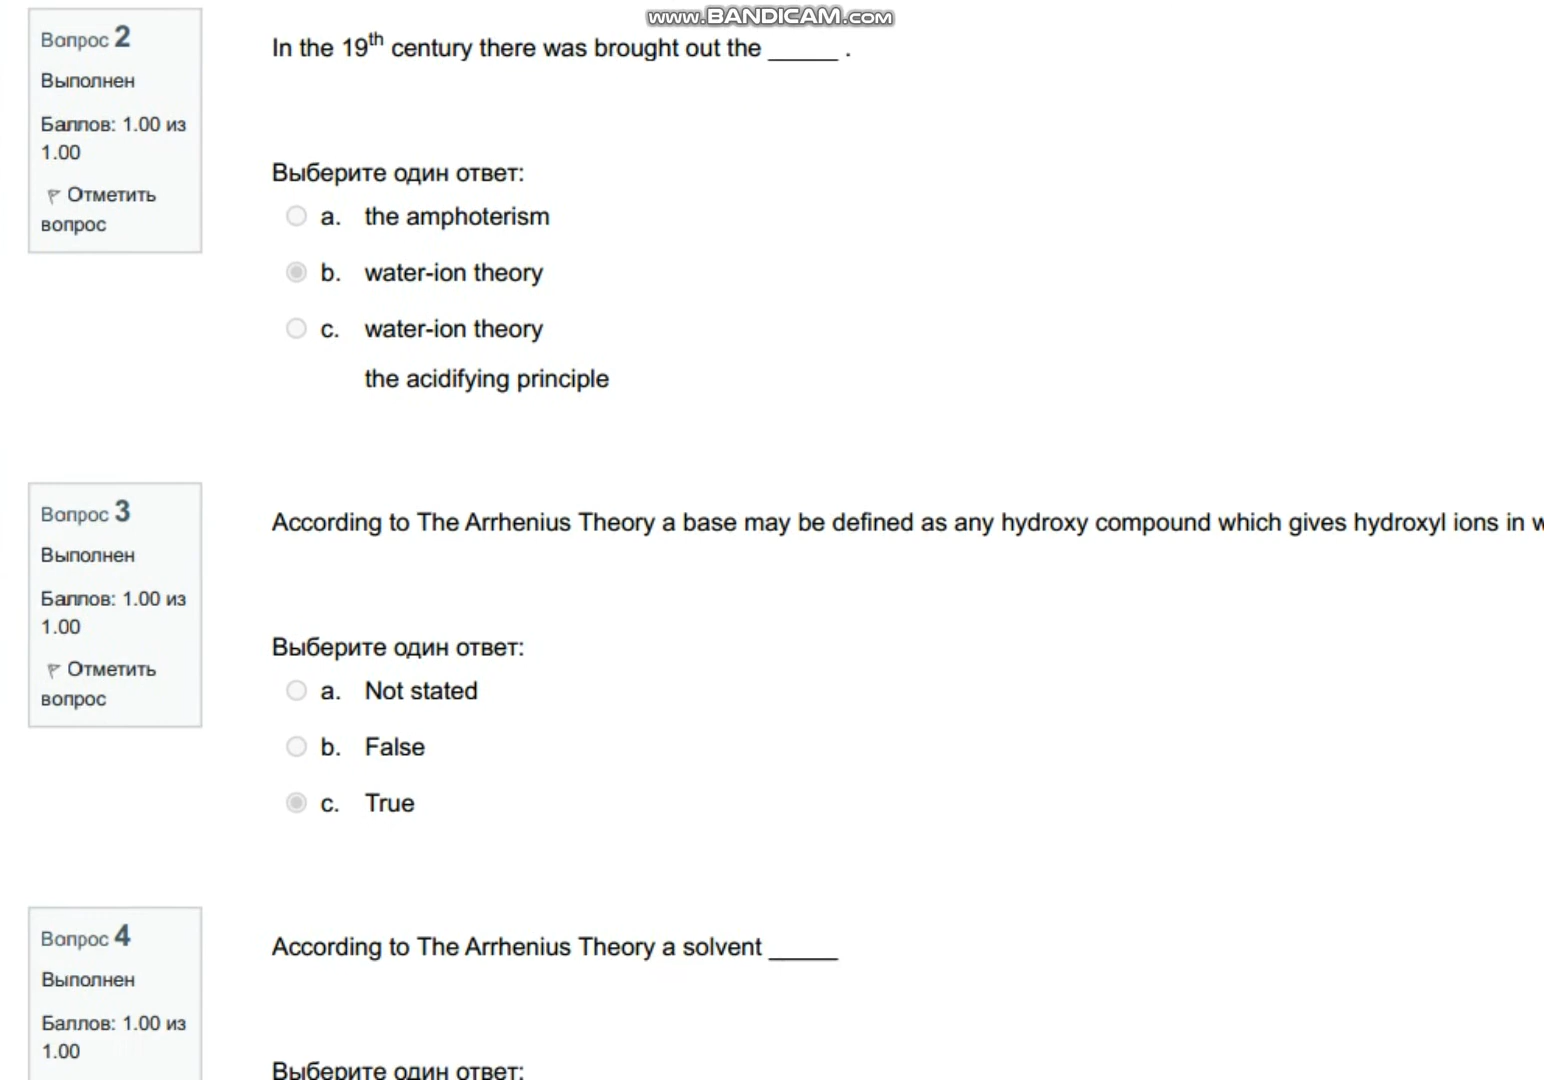 www.BANDICAM.com
Вопрос 2
Выполнен
Баллов: 1.00 из
1.00
Отметить
вопрос
In the 19th century there was brought out the _____ .
Выберите один ответ:
a. the amphoterism
b. water-ion theory
c. water-ion theory
the acidifying principle
Вопрос 3
Выполнен
Баллов: 1.00 из
1.00
Отметить
вопрос
According to The Arrhenius Theory a base may be defined as any hydroxy compound which gives hydroxyl ions in
Выберите один ответ:
a. Not stated
b. False
c. True
Вопрос 4
Выполнен
Баллов: 1.00 из
1.00
According to The Arrhenius Theory a solvent _____
Выберите один ответ: